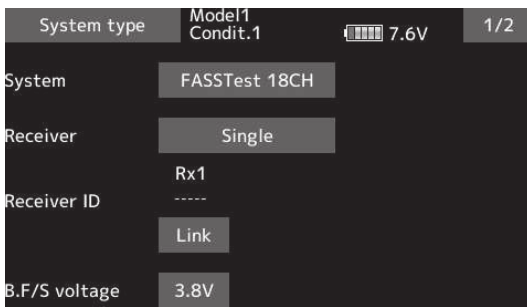 System type
Model1
Condit.1
7.6V
1/2
System
FASSTest 18CH
Receiver
Single
Rx1
Receiver ID
-----
Link
B.F/S voltage
3.8V